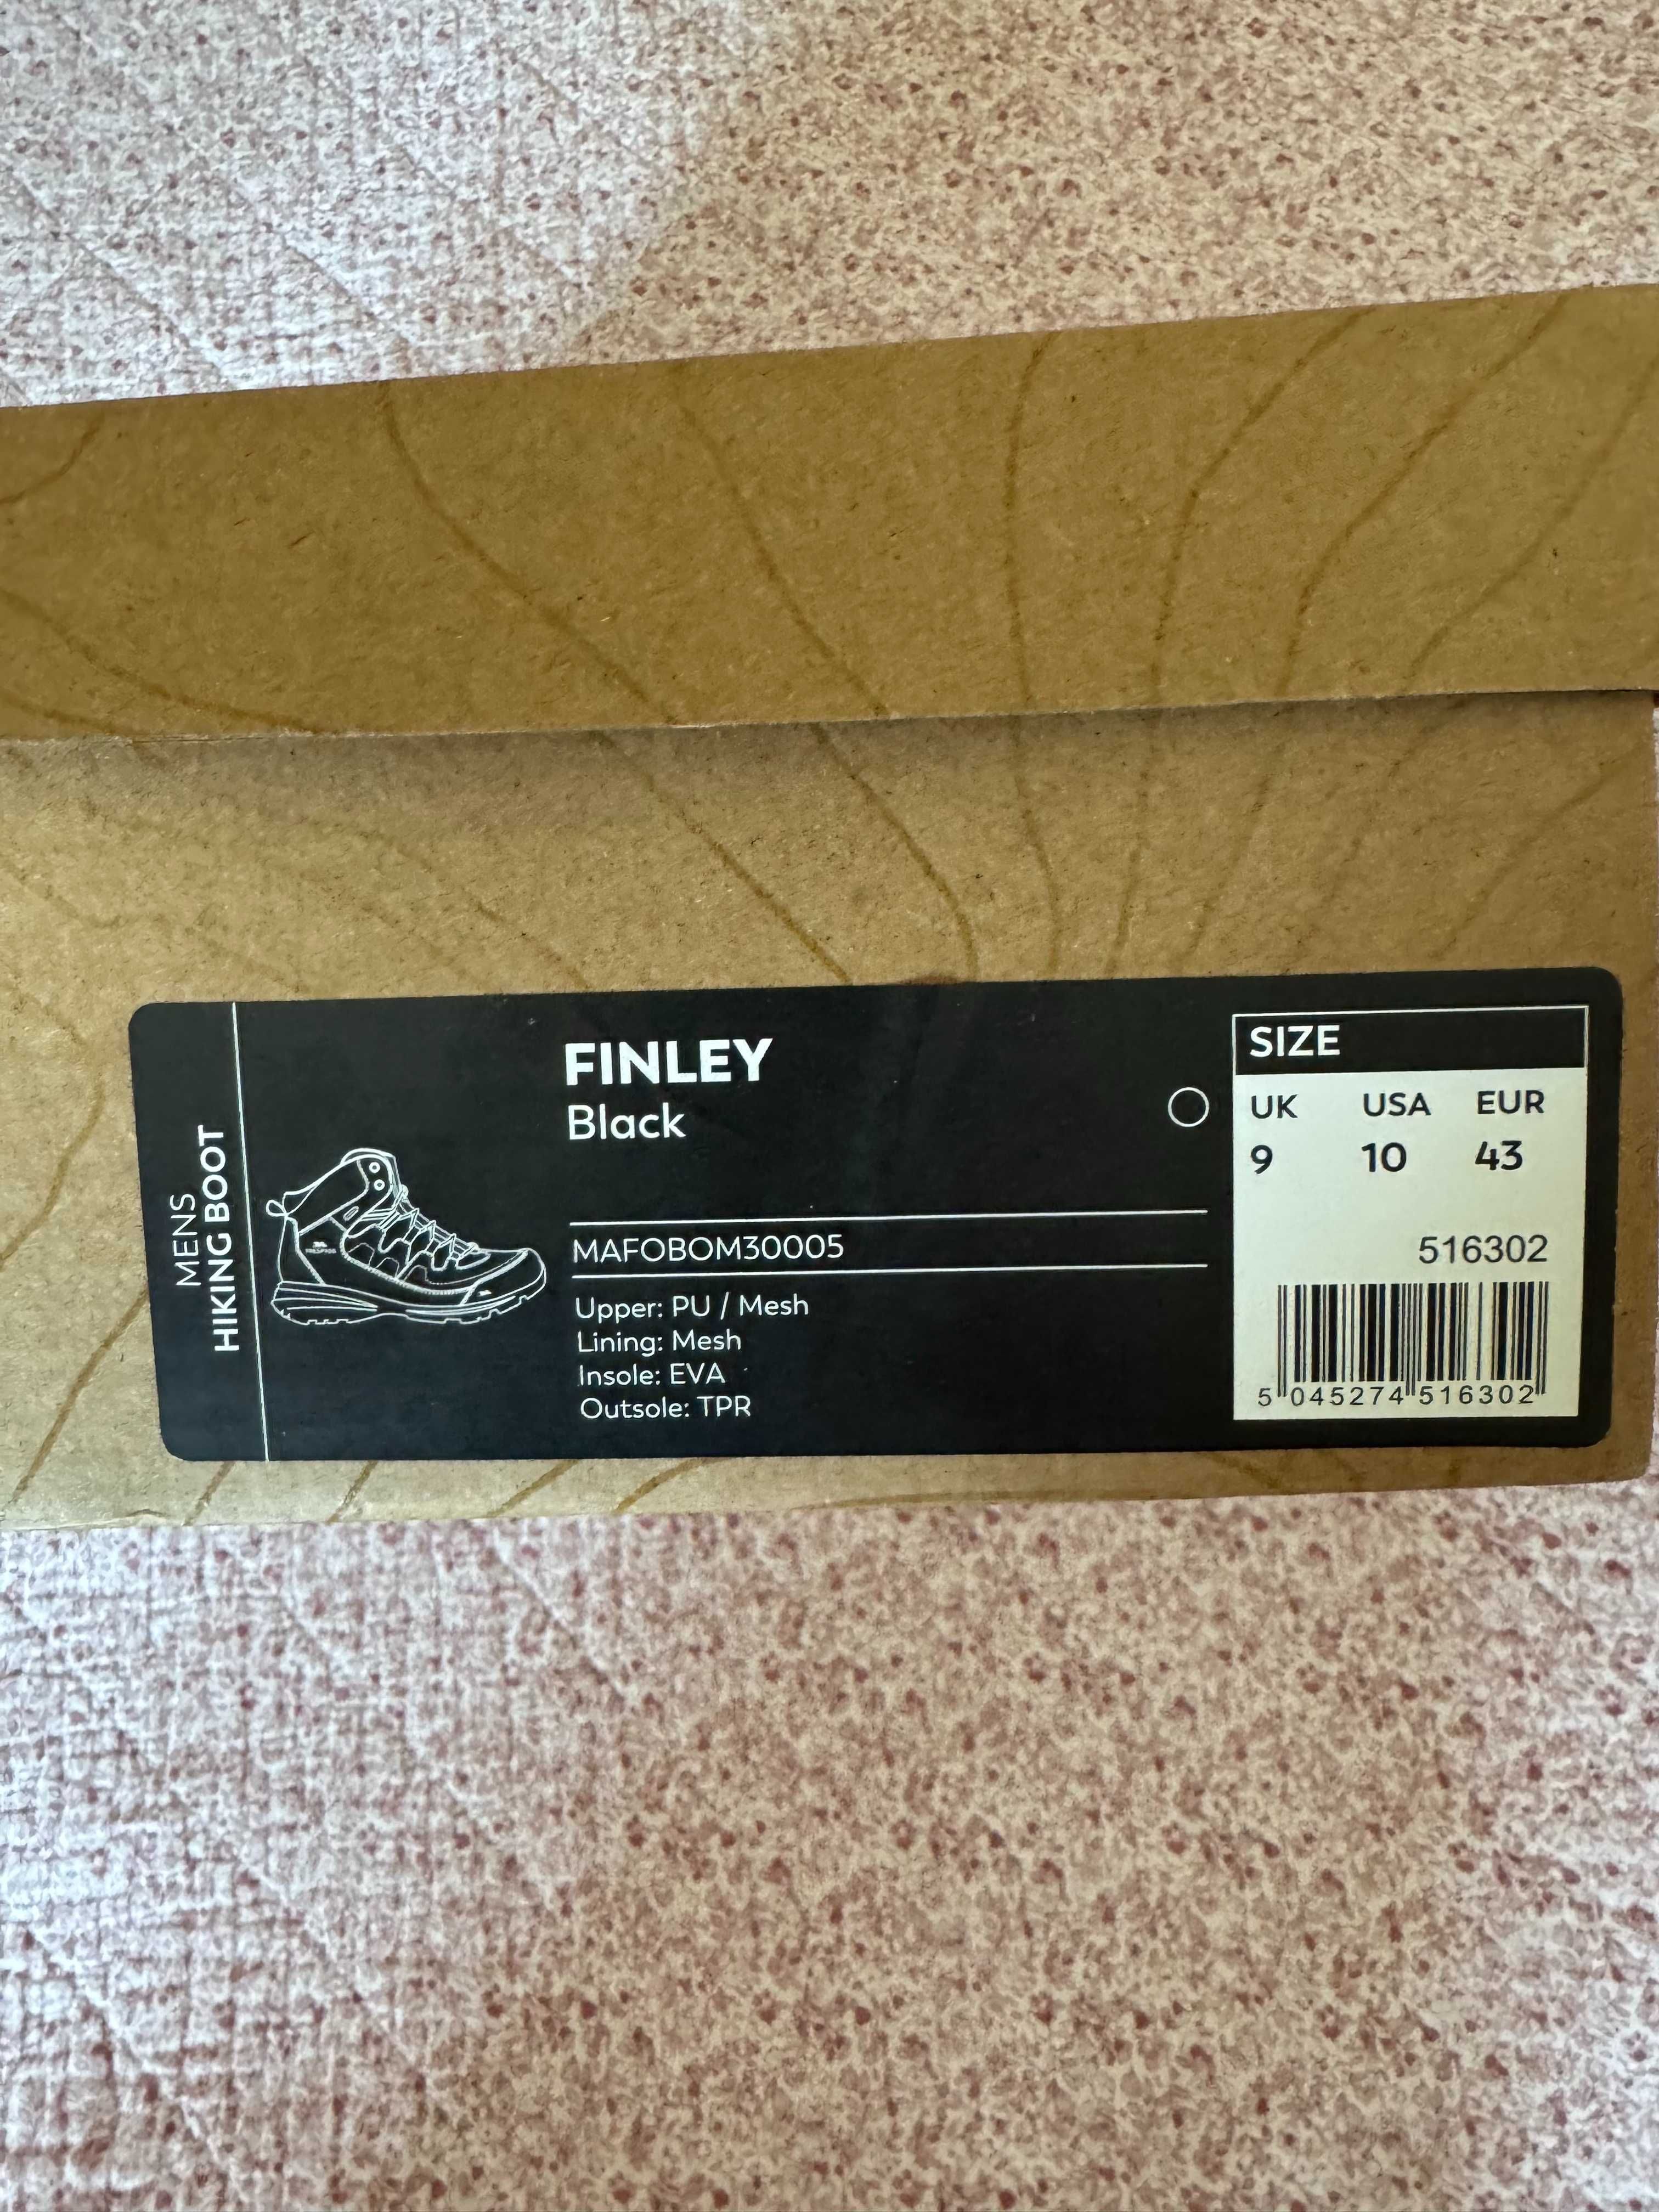 MENS
HIKING BOOT
FINLEY
Black
MAFOBOM30005
Upper: PU / Mesh
Lining: Mesh
Insole: EVA
Outsole: TPR
TRESPASS
SIZE
UK USA EUR
9 10 43
516302
5 045274 516302